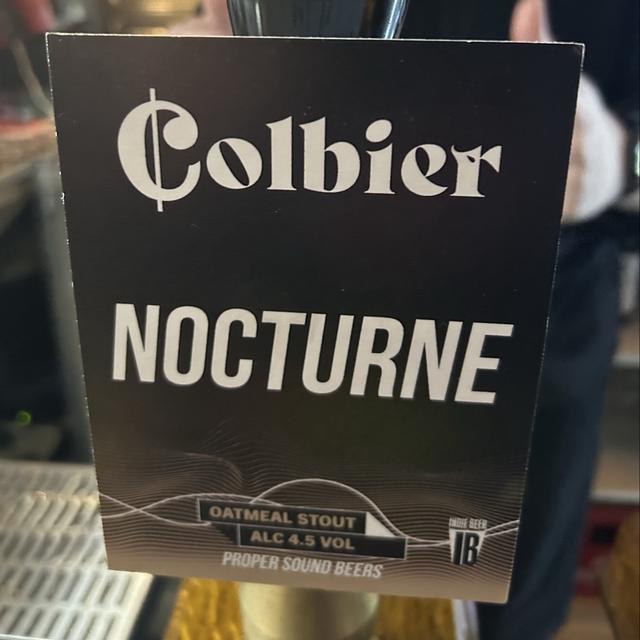 Colbier
NOCTURNE
OATMEAL STOUT
ALC 4.5 VOL
PROPER SOUND BEERS
INDIE BEER
IB